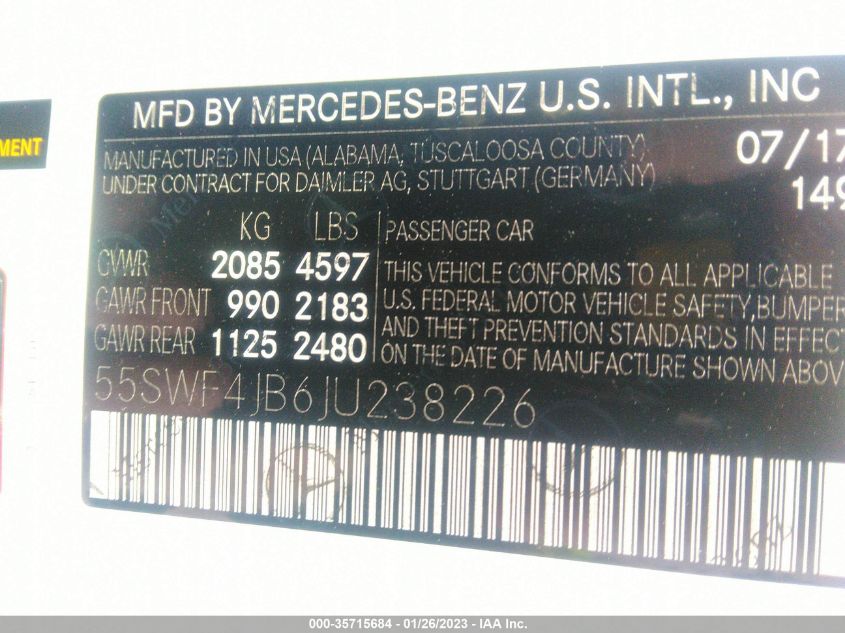 MENT
MFD BY MERCEDES-BENZ U.S. INTL., INC
MANUFACTURED IN USA (ALABAMA, TUSCALOOSA COUNTY) 07/17
UNDER CONTRACT FOR DAIMLER AG, STUTTGART (GERMANY) 149
KG LBS PASSENGER CAR
GVWR 2085 4597 THIS VEHICLE CONFORMS TO ALL APPLICABLE
GAWR FRONT 990 2183 U.S. FEDERAL MOTOR VEHICLE SAFETY, BUMPER
GAWR REAR 1125 2480 AND THEFT PREVENTION STANDARDS IN EFFECT
ON THE DATE OF MANUFACTURE SHOWN ABOV
55SWF4JB6JU238226
000-35715684 - 01/26/2023 - IAA Inc.